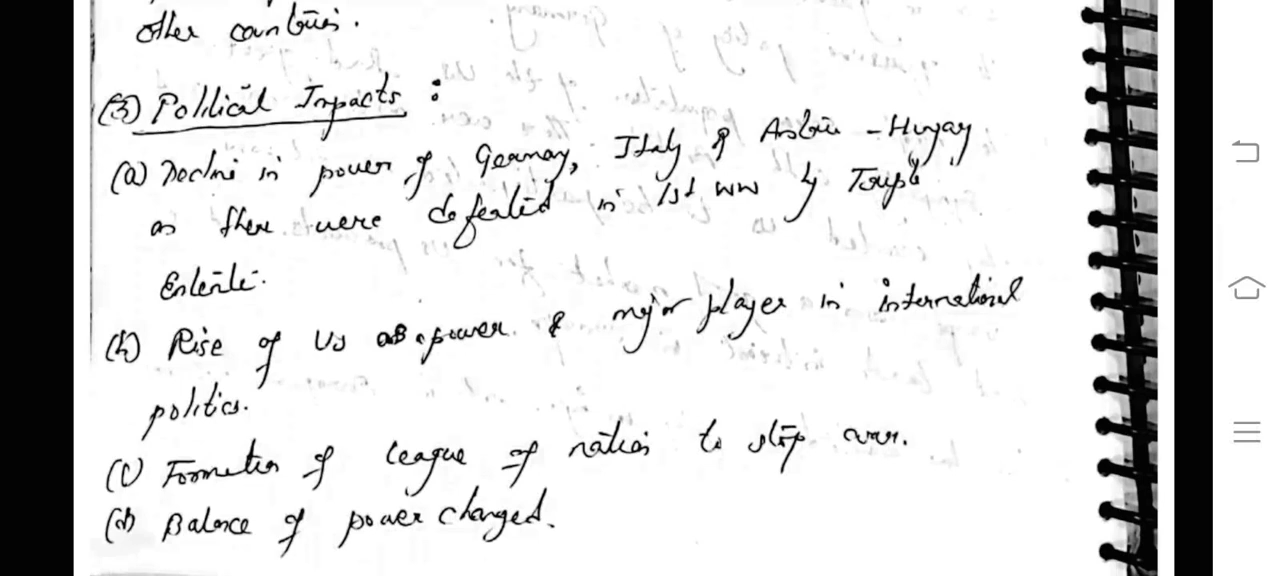 other countries.
(3) Political Impacts :
(a) Decline in power of Germany, Italy & Austria - Hungary
as there were defeated in 1st WW by Triple
Entente.
(b) Rise of US as a power & major player in international
politics.
(c) Formation of league of nation to stop war.
(d) Balance of power changed.